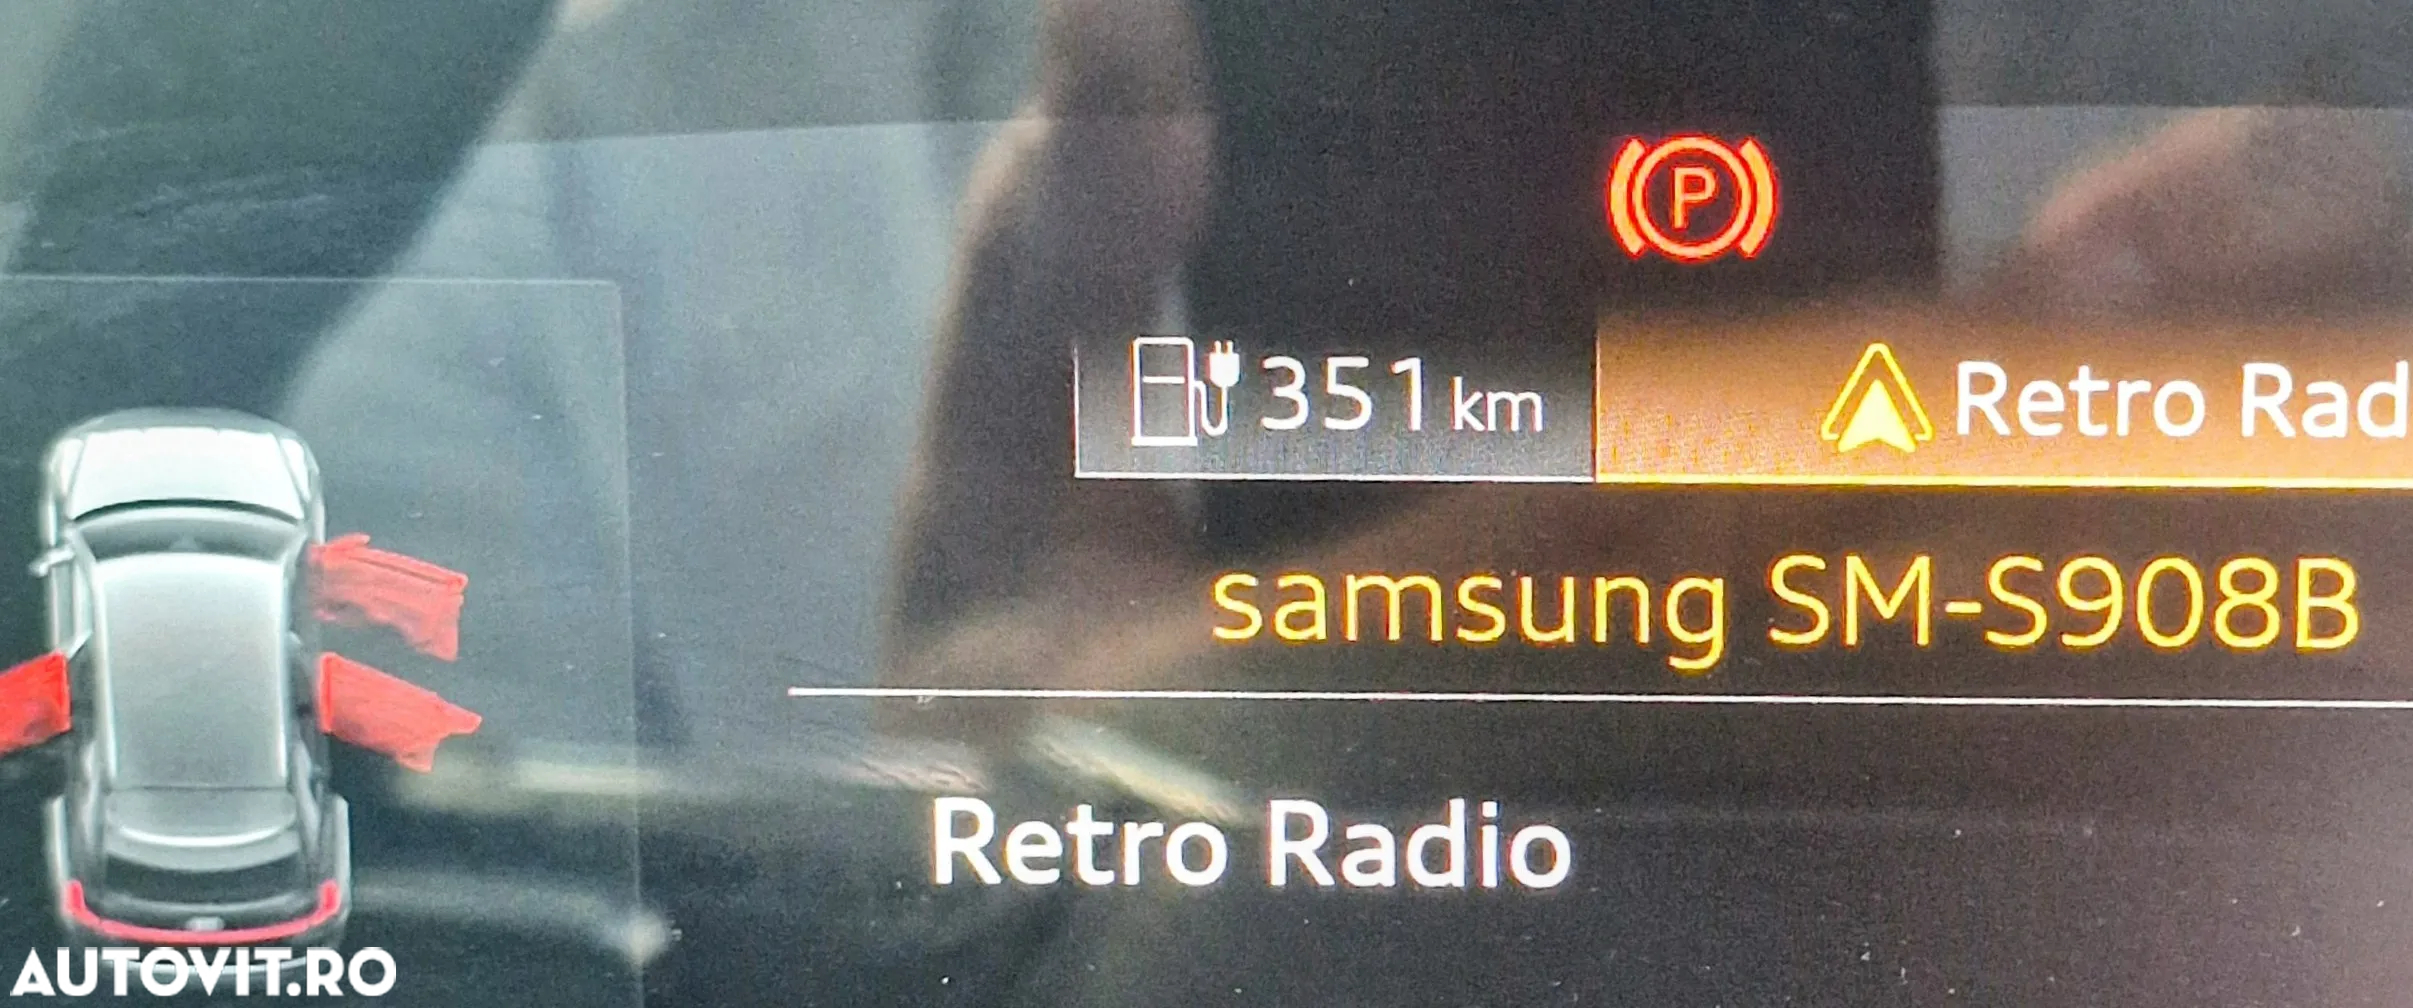 P
351 km
Retro Rad
samsung SM-S908B
Retro Radio
AUTOVIT.RO